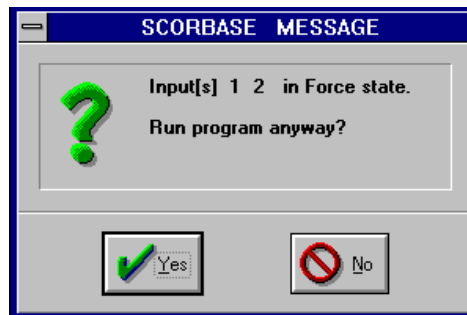 SCORBASE MESSAGE
Input[s] 1 2 in Force state.
Run program anyway?
Yes
No